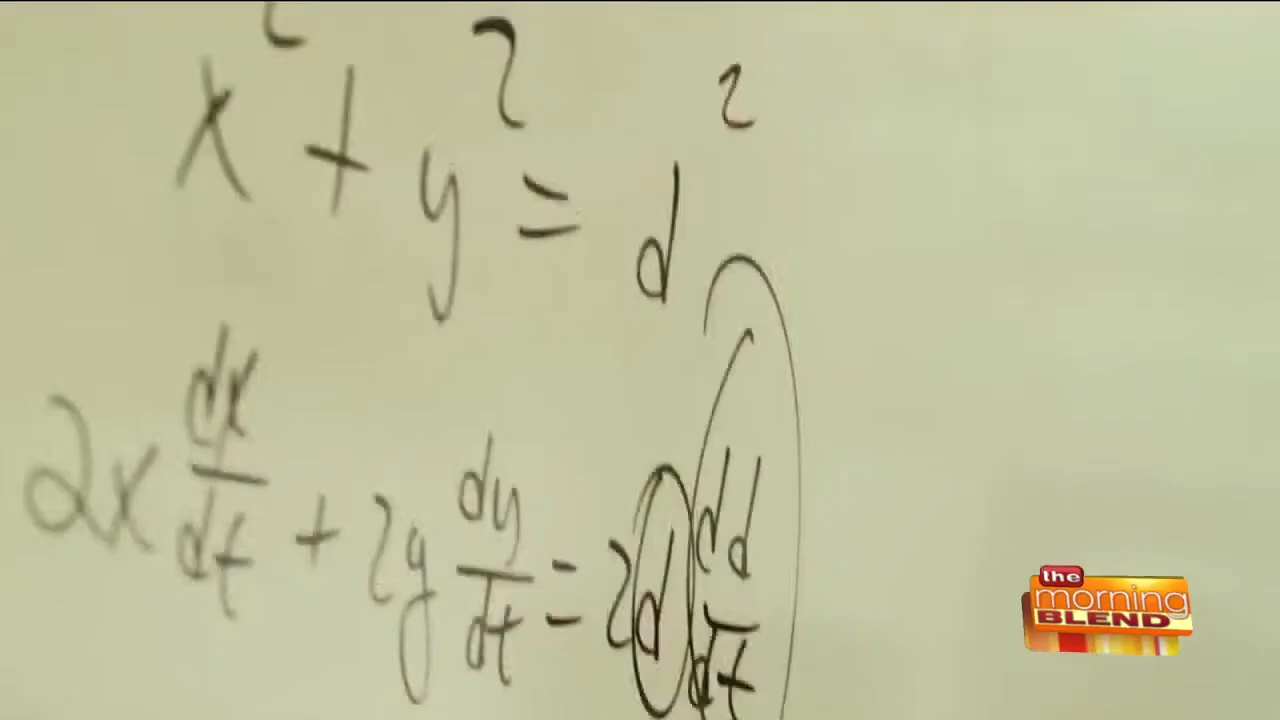 x² + y² = d²
2x dx/dt + 2y dy/dt = 2d dd/dt
the
morning
BLEND